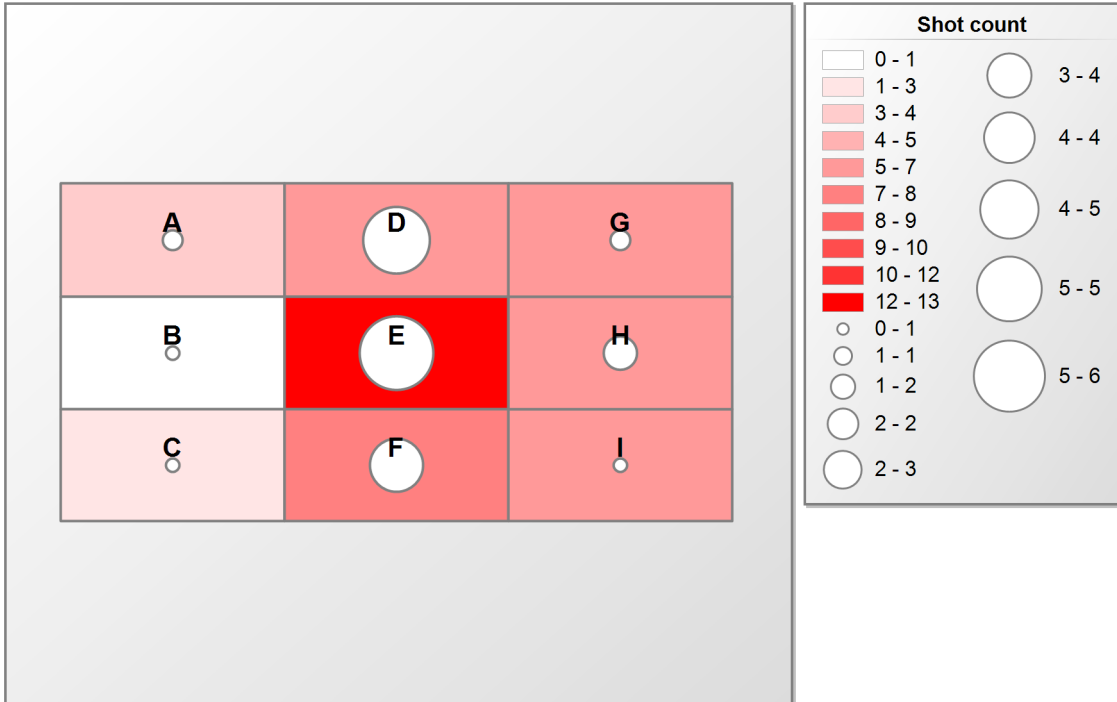 Shot count
0 - 1
1 - 3
3 - 4
4 - 5
5 - 7
7 - 8
8 - 9
9 - 10
10 - 12
12 - 13
0 - 1
1 - 1
1 - 2
2 - 2
2 - 3
3 - 4
4 - 4
4 - 5
5 - 5
5 - 6
A
D
G
B
E
H
C
F
I